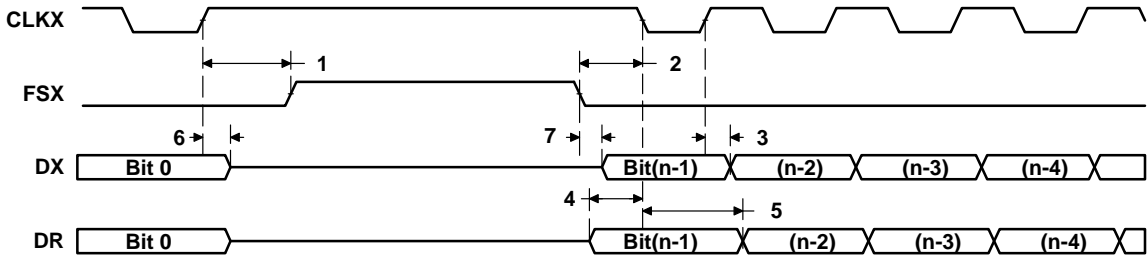 CLKX
1
2
FSX
6
7
3
DX
Bit 0
Bit(n-1)
(n-2)
(n-3)
(n-4)
4
5
DR
Bit 0
Bit(n-1)
(n-2)
(n-3)
(n-4)